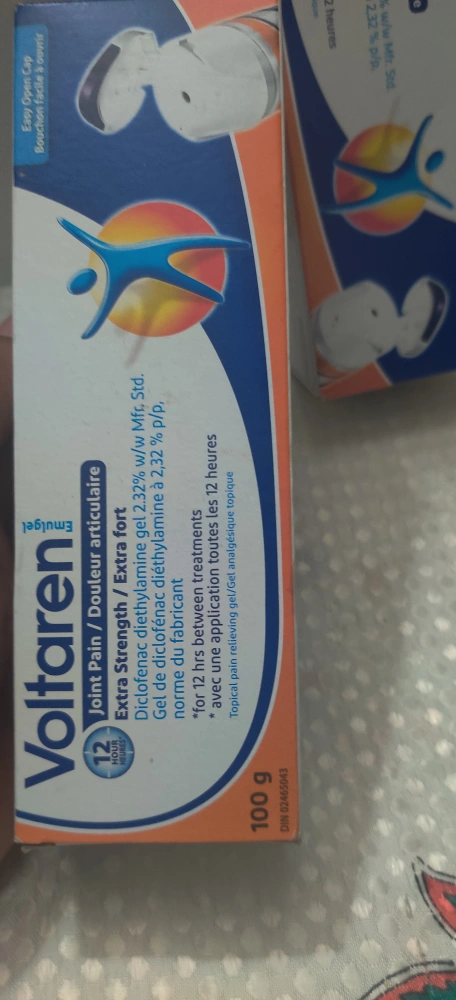 Easy Open Cap
Bouchon facile à ouvrir
Voltaren
Emulgel
12
HOUR
HEURES
Joint Pain / Douleur articulaire
Extra Strength / Extra fort
Diclofenac diethylamine gel 2.32% w/w Mfr. Std.
Gel de diclofénac diéthylamine à 2,32 % p/p,
norme du fabricant
*for 12 hrs between treatments
* avec une application toutes les 12 heures
Topical pain relieving gel/Gel analgésique topique
100 g
DIN 02465043
% w/w Mfr. Std.
2,32 % p/p,
2 heures